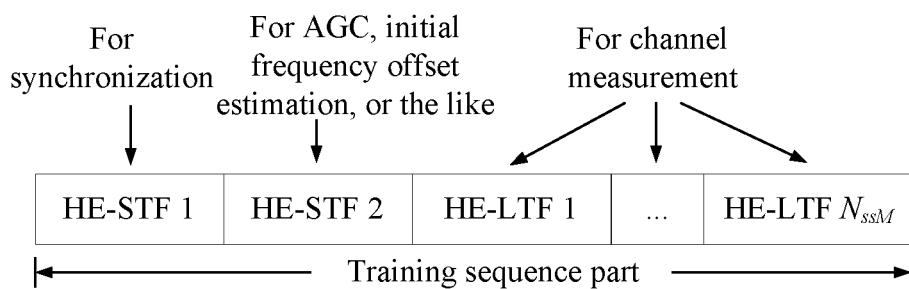 For
synchronization
For AGC, initial
frequency offset
estimation, or the like
For channel
measurement
HE-STF 1
HE-STF 2
HE-LTF 1
...
HE-LTF NssM
Training sequence part